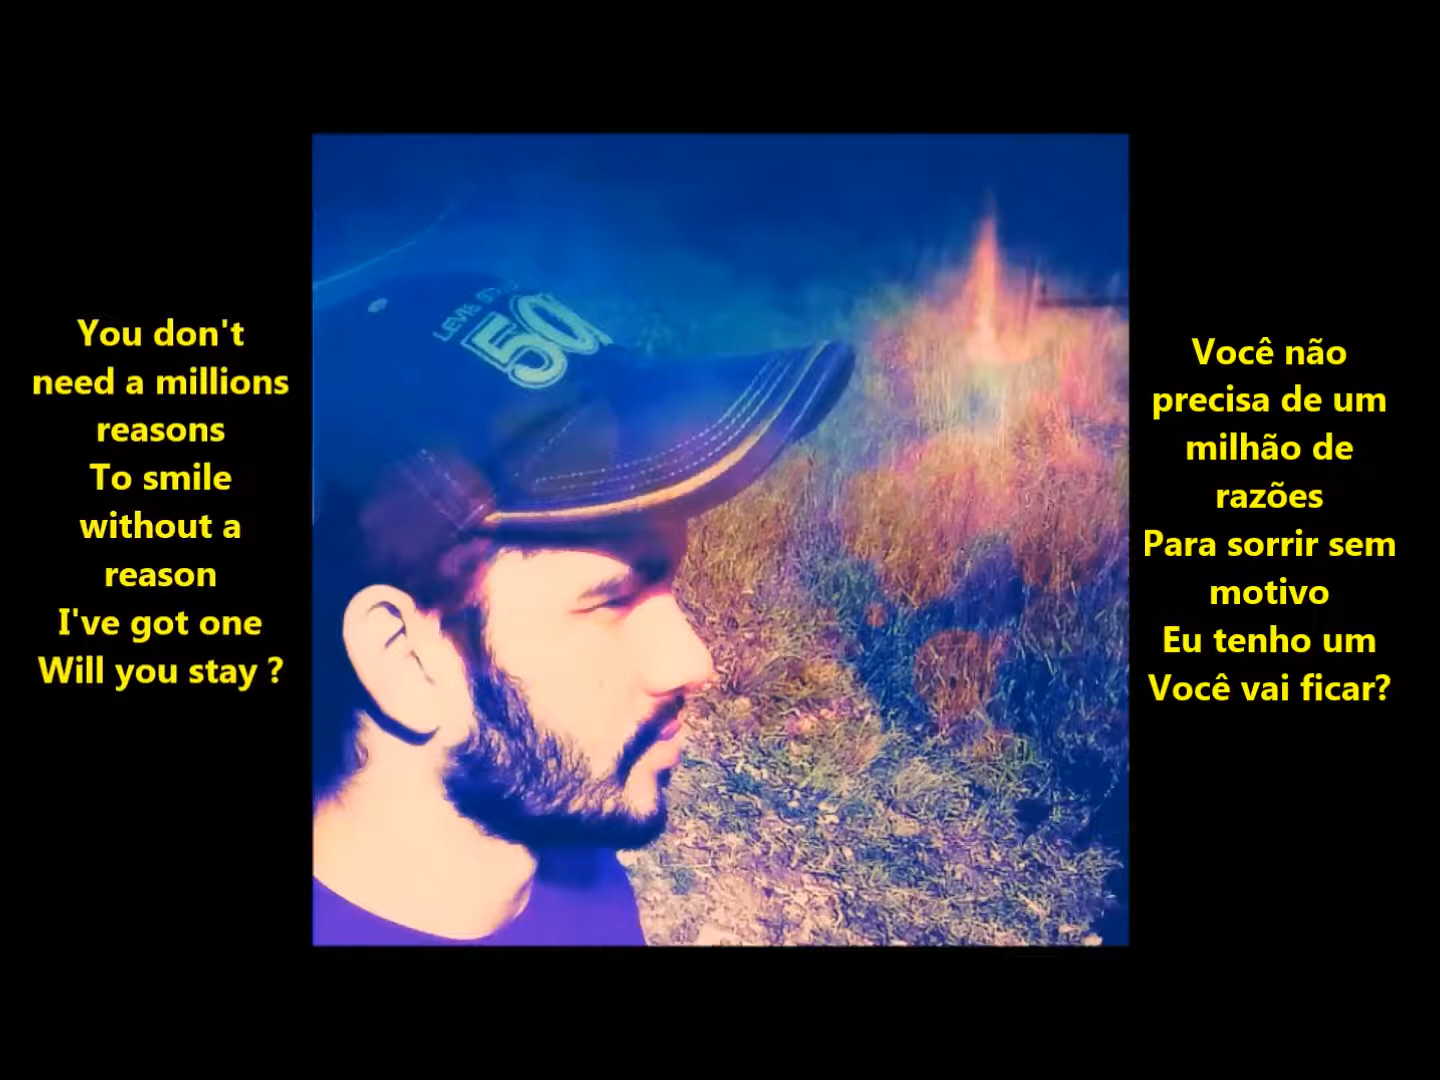 You don't
need a millions
reasons
To smile
without a
reason
I've got one
Will you stay ?
LEVI'S
50
Você não
precisa de um
milhão de
razões
Para sorrir sem
motivo
Eu tenho um
Você vai ficar?